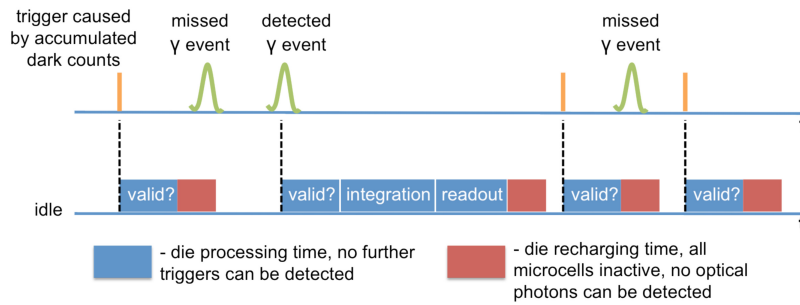 trigger caused
by accumulated
dark counts
missed
γ event
detected
γ event
missed
γ event
idle
valid?
valid? integration readout
valid?
valid?
- die processing time, no further
triggers can be detected
- die recharging time, all
microcells inactive, no optical
photons can be detected